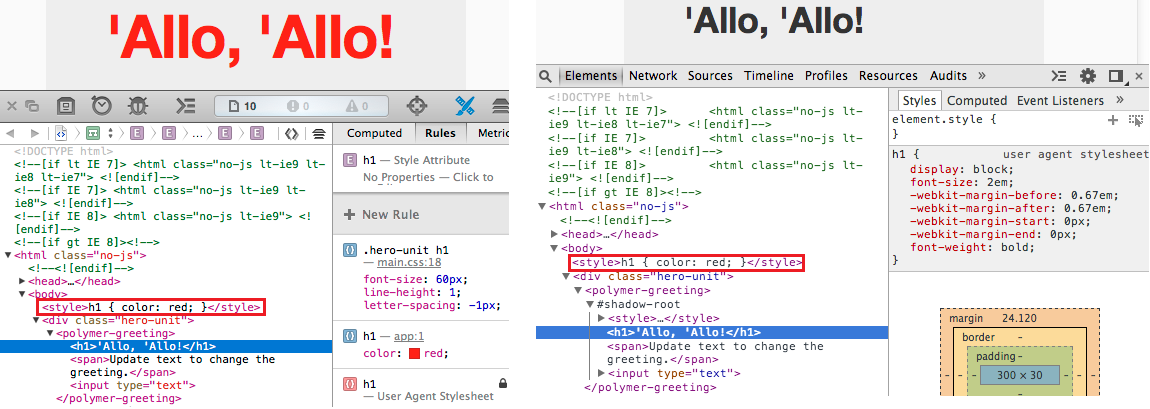 'Allo, 'Allo!
10
0
0
E
E
E
...
E
E
Computed
Rules
Metric
<!DOCTYPE html>
<!--[if lt IE 7]> <html class="no-js lt-ie9 lt-
ie8 lt-ie7"> <![endif]-->
<!--[if IE 7]> <html class="no-js lt-ie9 lt-
ie8"> <![endif]-->
<!--[if IE 8]> <html class="no-js lt-ie9"> <!
[endif]-->
<!--[if gt IE 8]><!-->
<html class="no-js">
<!--<![endif]-->
<head>…</head>
<body>
<style>h1 { color: red; }</style>
<div class="hero-unit">
<polymer-greeting>
<h1>'Allo, 'Allo!</h1>
<span>Update text to change the
greeting.</span>
<input type="text">
</polymer-greeting>
E
h1 — Style Attribute
No Properties — Click to
+ New Rule
{} .hero-unit h1
— main.css:18
font-size: 60px;
line-height: 1;
letter-spacing: -1px;
{} h1 — app:1
color: red;
{} h1
— User Agent Stylesheet
'Allo, 'Allo!
Elements Network Sources Timeline Profiles Resources Audits »
<!DOCTYPE html>
<!--[if IE 7]> <html class="no-js lt-
ie9 lt-ie8 lt-ie7"> <![endif]-->
<!--[if IE 7]> <html class="no-js lt-
ie9 lt-ie8"> <![endif]-->
<!--[if IE 8]> <html class="no-js lt-
ie9"> <![endif]-->
<!--[if gt IE 8]><!-->
<html class="no-js">
<!--<![endif]-->
<head>…</head>
<body>
<style>h1 { color: red; }</style>
<div class="hero-unit">
<polymer-greeting>
#shadow-root
<style>…</style>
<h1>'Allo, 'Allo!</h1>
<span>Update text to change the
greeting.</span>
<input type="text">
</polymer-greeting>
Styles Computed Event Listeners »
element.style {
}
h1 { user agent stylesheet
display: block;
font-size: 2em;
-webkit-margin-before: 0.67em;
-webkit-margin-after: 0.67em;
-webkit-margin-start: 0px;
-webkit-margin-end: 0px;
font-weight: bold;
}
margin 24.120
border -
padding -
- - - 300 × 30 - - -
-